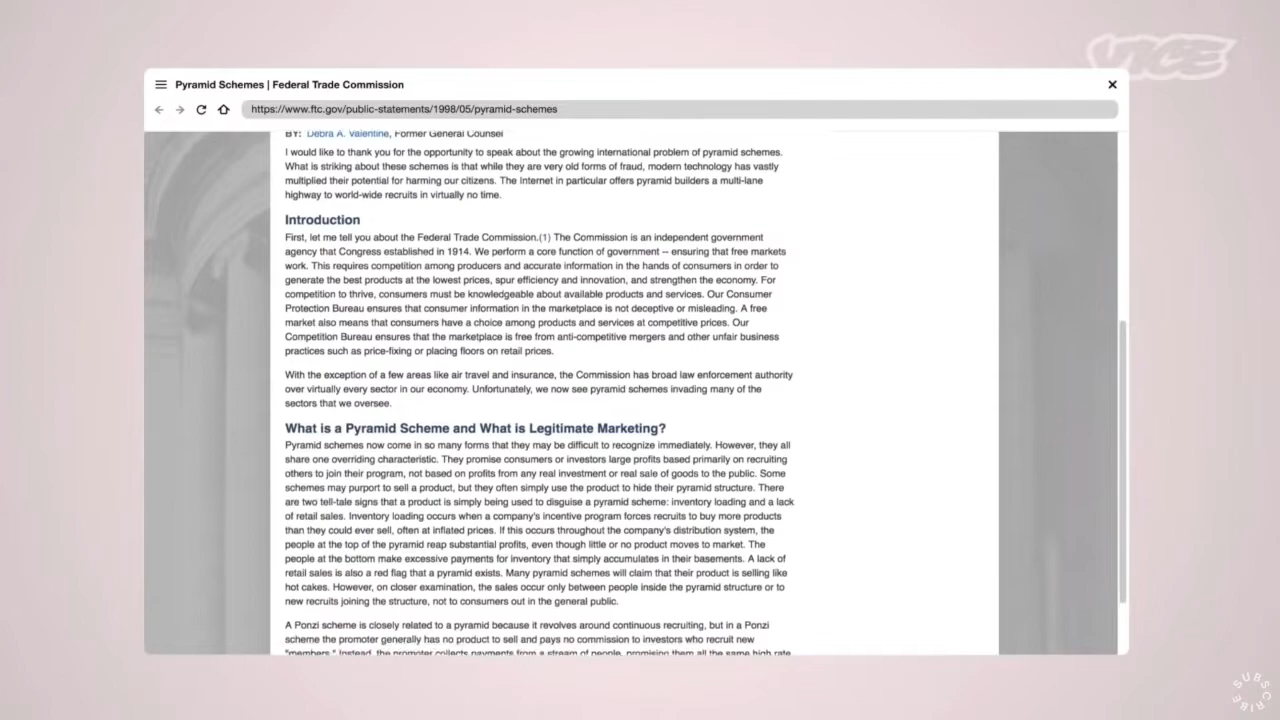 VICE
Pyramid Schemes | Federal Trade Commission
https://www.ftc.gov/public-statements/1998/05/pyramid-schemes
BY: Debra A. Valentine, Former General Counsel
I would like to thank you for the opportunity to speak about the growing international problem of pyramid schemes.
What is striking about these schemes is that while they are very old forms of fraud, modern technology has vastly
multiplied their potential for harming our citizens. The Internet in particular offers pyramid builders a multi-lane
highway to world-wide recruits in virtually no time.
Introduction
First, let me tell you about the Federal Trade Commission.(1) The Commission is an independent government
agency that Congress established in 1914. We perform a core function of government -- ensuring that free markets
work. This requires competition among producers and accurate information in the hands of consumers in order to
generate the best products at the lowest prices, spur efficiency and innovation, and strengthen the economy. For
competition to thrive, consumers must be knowledgeable about available products and services. Our Consumer
Protection Bureau ensures that consumer information in the marketplace is not deceptive or misleading. A free
market also means that consumers have a choice among products and services at competitive prices. Our
Competition Bureau ensures that the marketplace is free from anti-competitive mergers and other unfair business
practices such as price-fixing or placing floors on retail prices.
With the exception of a few areas like air travel and insurance, the Commission has broad law enforcement authority
over virtually every sector in our economy. Unfortunately, we now see pyramid schemes invading many of the
sectors that we oversee.
What is a Pyramid Scheme and What is Legitimate Marketing?
Pyramid schemes now come in so many forms that they may be difficult to recognize immediately. However, they all
share one overriding characteristic. They promise consumers or investors large profits based primarily on recruiting
others to join their program, not based on profits from any real investment or real sale of goods to the public. Some
schemes may purport to sell a product, but they often simply use the product to hide their pyramid structure. There
are two tell-tale signs that a product is simply being used to disguise a pyramid scheme: inventory loading and a lack
of retail sales. Inventory loading occurs when a company's incentive program forces recruits to buy more products
than they could ever sell, often at inflated prices. If this occurs throughout the company's distribution system, the
people at the top of the pyramid reap substantial profits, even though little or no product moves to market. The
people at the bottom make excessive payments for inventory that simply accumulates in their basements. A lack of
retail sales is also a red flag that a pyramid exists. Many pyramid schemes will claim that their product is selling like
hot cakes. However, on closer examination, the sales occur only between people inside the pyramid structure or to
new recruits joining the structure, not to consumers out in the general public.
A Ponzi scheme is closely related to a pyramid because it revolves around continuous recruiting, but in a Ponzi
scheme the promoter generally has no product to sell and pays no commission to investors who recruit new
"members." Instead, the promoter collects payments from a stream of people, promising them all the same high rate
SUBSCRIBE